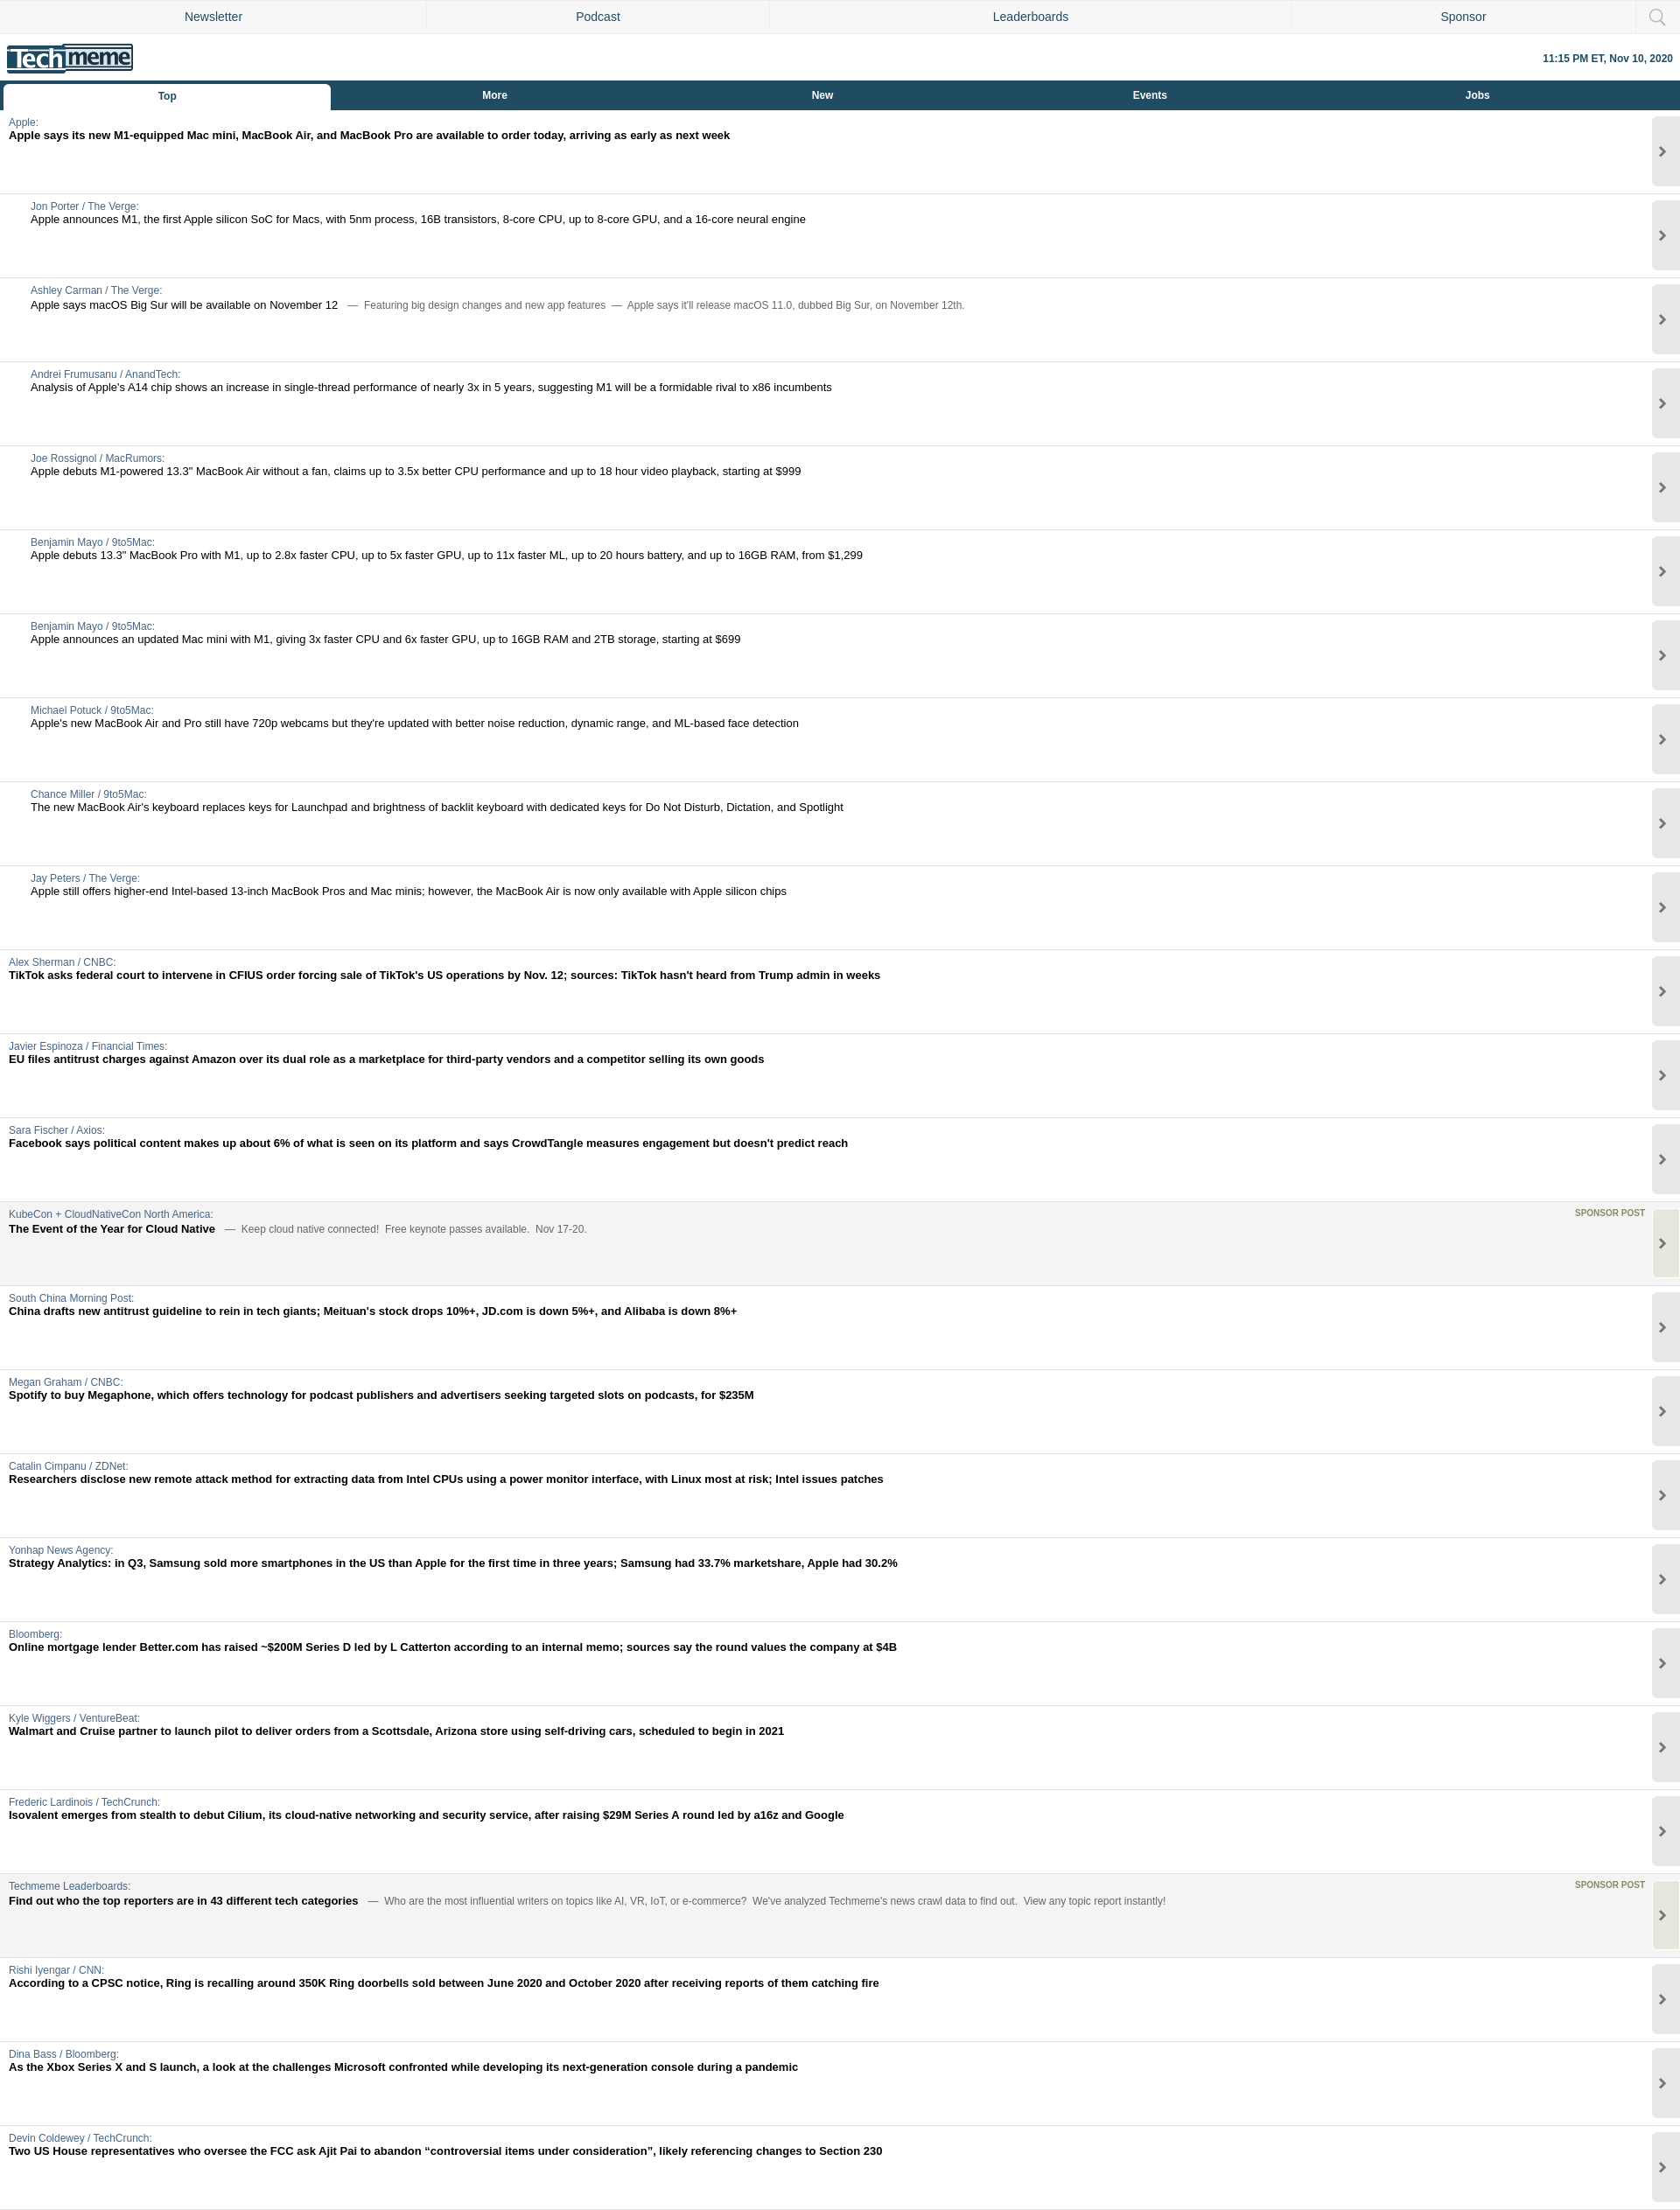 Newsletter
Podcast
Leaderboards
Sponsor
Techmeme
11:15 PM ET, Nov 10, 2020
Top
More
New
Events
Jobs
Apple:
Apple says its new M1-equipped Mac mini, MacBook Air, and MacBook Pro are available to order today, arriving as early as next week
Jon Porter / The Verge:
Apple announces M1, the first Apple silicon SoC for Macs, with 5nm process, 16B transistors, 8-core CPU, up to 8-core GPU, and a 16-core neural engine
Ashley Carman / The Verge:
Apple says macOS Big Sur will be available on November 12 — Featuring big design changes and new app features — Apple says it'll release macOS 11.0, dubbed Big Sur, on November 12th.
Andrei Frumusanu / AnandTech:
Analysis of Apple's A14 chip shows an increase in single-thread performance of nearly 3x in 5 years, suggesting M1 will be a formidable rival to x86 incumbents
Joe Rossignol / MacRumors:
Apple debuts M1-powered 13.3" MacBook Air without a fan, claims up to 3.5x better CPU performance and up to 18 hour video playback, starting at $999
Benjamin Mayo / 9to5Mac:
Apple debuts 13.3" MacBook Pro with M1, up to 2.8x faster CPU, up to 5x faster GPU, up to 11x faster ML, up to 20 hours battery, and up to 16GB RAM, from $1,299
Benjamin Mayo / 9to5Mac:
Apple announces an updated Mac mini with M1, giving 3x faster CPU and 6x faster GPU, up to 16GB RAM and 2TB storage, starting at $699
Michael Potuck / 9to5Mac:
Apple's new MacBook Air and Pro still have 720p webcams but they're updated with better noise reduction, dynamic range, and ML-based face detection
Chance Miller / 9to5Mac:
The new MacBook Air's keyboard replaces keys for Launchpad and brightness of backlit keyboard with dedicated keys for Do Not Disturb, Dictation, and Spotlight
Jay Peters / The Verge:
Apple still offers higher-end Intel-based 13-inch MacBook Pros and Mac minis; however, the MacBook Air is now only available with Apple silicon chips
Alex Sherman / CNBC:
TikTok asks federal court to intervene in CFIUS order forcing sale of TikTok's US operations by Nov. 12; sources: TikTok hasn't heard from Trump admin in weeks
Javier Espinoza / Financial Times:
EU files antitrust charges against Amazon over its dual role as a marketplace for third-party vendors and a competitor selling its own goods
Sara Fischer / Axios:
Facebook says political content makes up about 6% of what is seen on its platform and says CrowdTangle measures engagement but doesn't predict reach
KubeCon + CloudNativeCon North America:
SPONSOR POST
The Event of the Year for Cloud Native — Keep cloud native connected! Free keynote passes available. Nov 17-20.
South China Morning Post:
China drafts new antitrust guideline to rein in tech giants; Meituan's stock drops 10%+, JD.com is down 5%+, and Alibaba is down 8%+
Megan Graham / CNBC:
Spotify to buy Megaphone, which offers technology for podcast publishers and advertisers seeking targeted slots on podcasts, for $235M
Catalin Cimpanu / ZDNet:
Researchers disclose new remote attack method for extracting data from Intel CPUs using a power monitor interface, with Linux most at risk; Intel issues patches
Yonhap News Agency:
Strategy Analytics: in Q3, Samsung sold more smartphones in the US than Apple for the first time in three years; Samsung had 33.7% marketshare, Apple had 30.2%
Bloomberg:
Online mortgage lender Better.com has raised ~$200M Series D led by L Catterton according to an internal memo; sources say the round values the company at $4B
Kyle Wiggers / VentureBeat:
Walmart and Cruise partner to launch pilot to deliver orders from a Scottsdale, Arizona store using self-driving cars, scheduled to begin in 2021
Frederic Lardinois / TechCrunch:
Isovalent emerges from stealth to debut Cilium, its cloud-native networking and security service, after raising $29M Series A round led by a16z and Google
Techmeme Leaderboards:
SPONSOR POST
Find out who the top reporters are in 43 different tech categories — Who are the most influential writers on topics like AI, VR, IoT, or e-commerce? We've analyzed Techmeme's news crawl data to find out. View any topic report instantly!
Rishi Iyengar / CNN:
According to a CPSC notice, Ring is recalling around 350K Ring doorbells sold between June 2020 and October 2020 after receiving reports of them catching fire
Dina Bass / Bloomberg:
As the Xbox Series X and S launch, a look at the challenges Microsoft confronted while developing its next-generation console during a pandemic
Devin Coldewey / TechCrunch:
Two US House representatives who oversee the FCC ask Ajit Pai to abandon “controversial items under consideration”, likely referencing changes to Section 230